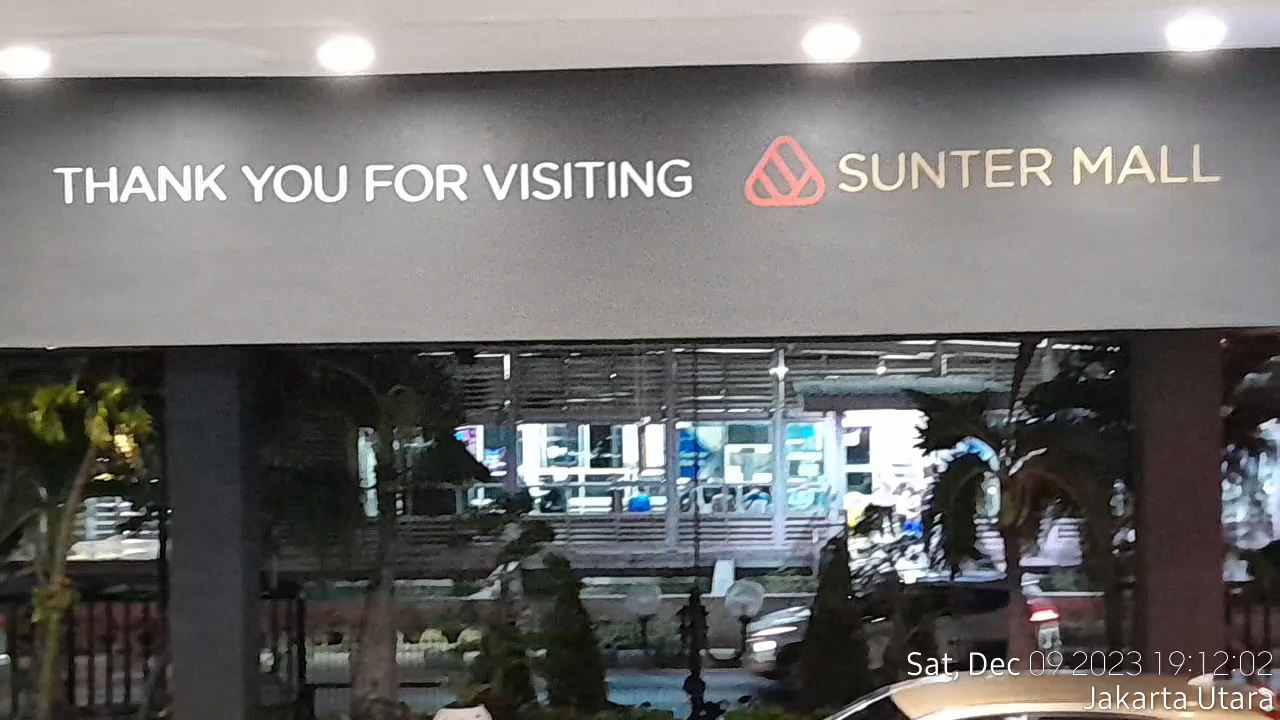 THANK YOU FOR VISITING SUNTER MALL
Sat, Dec 09 2023 19:12:02
Jakarta Utara